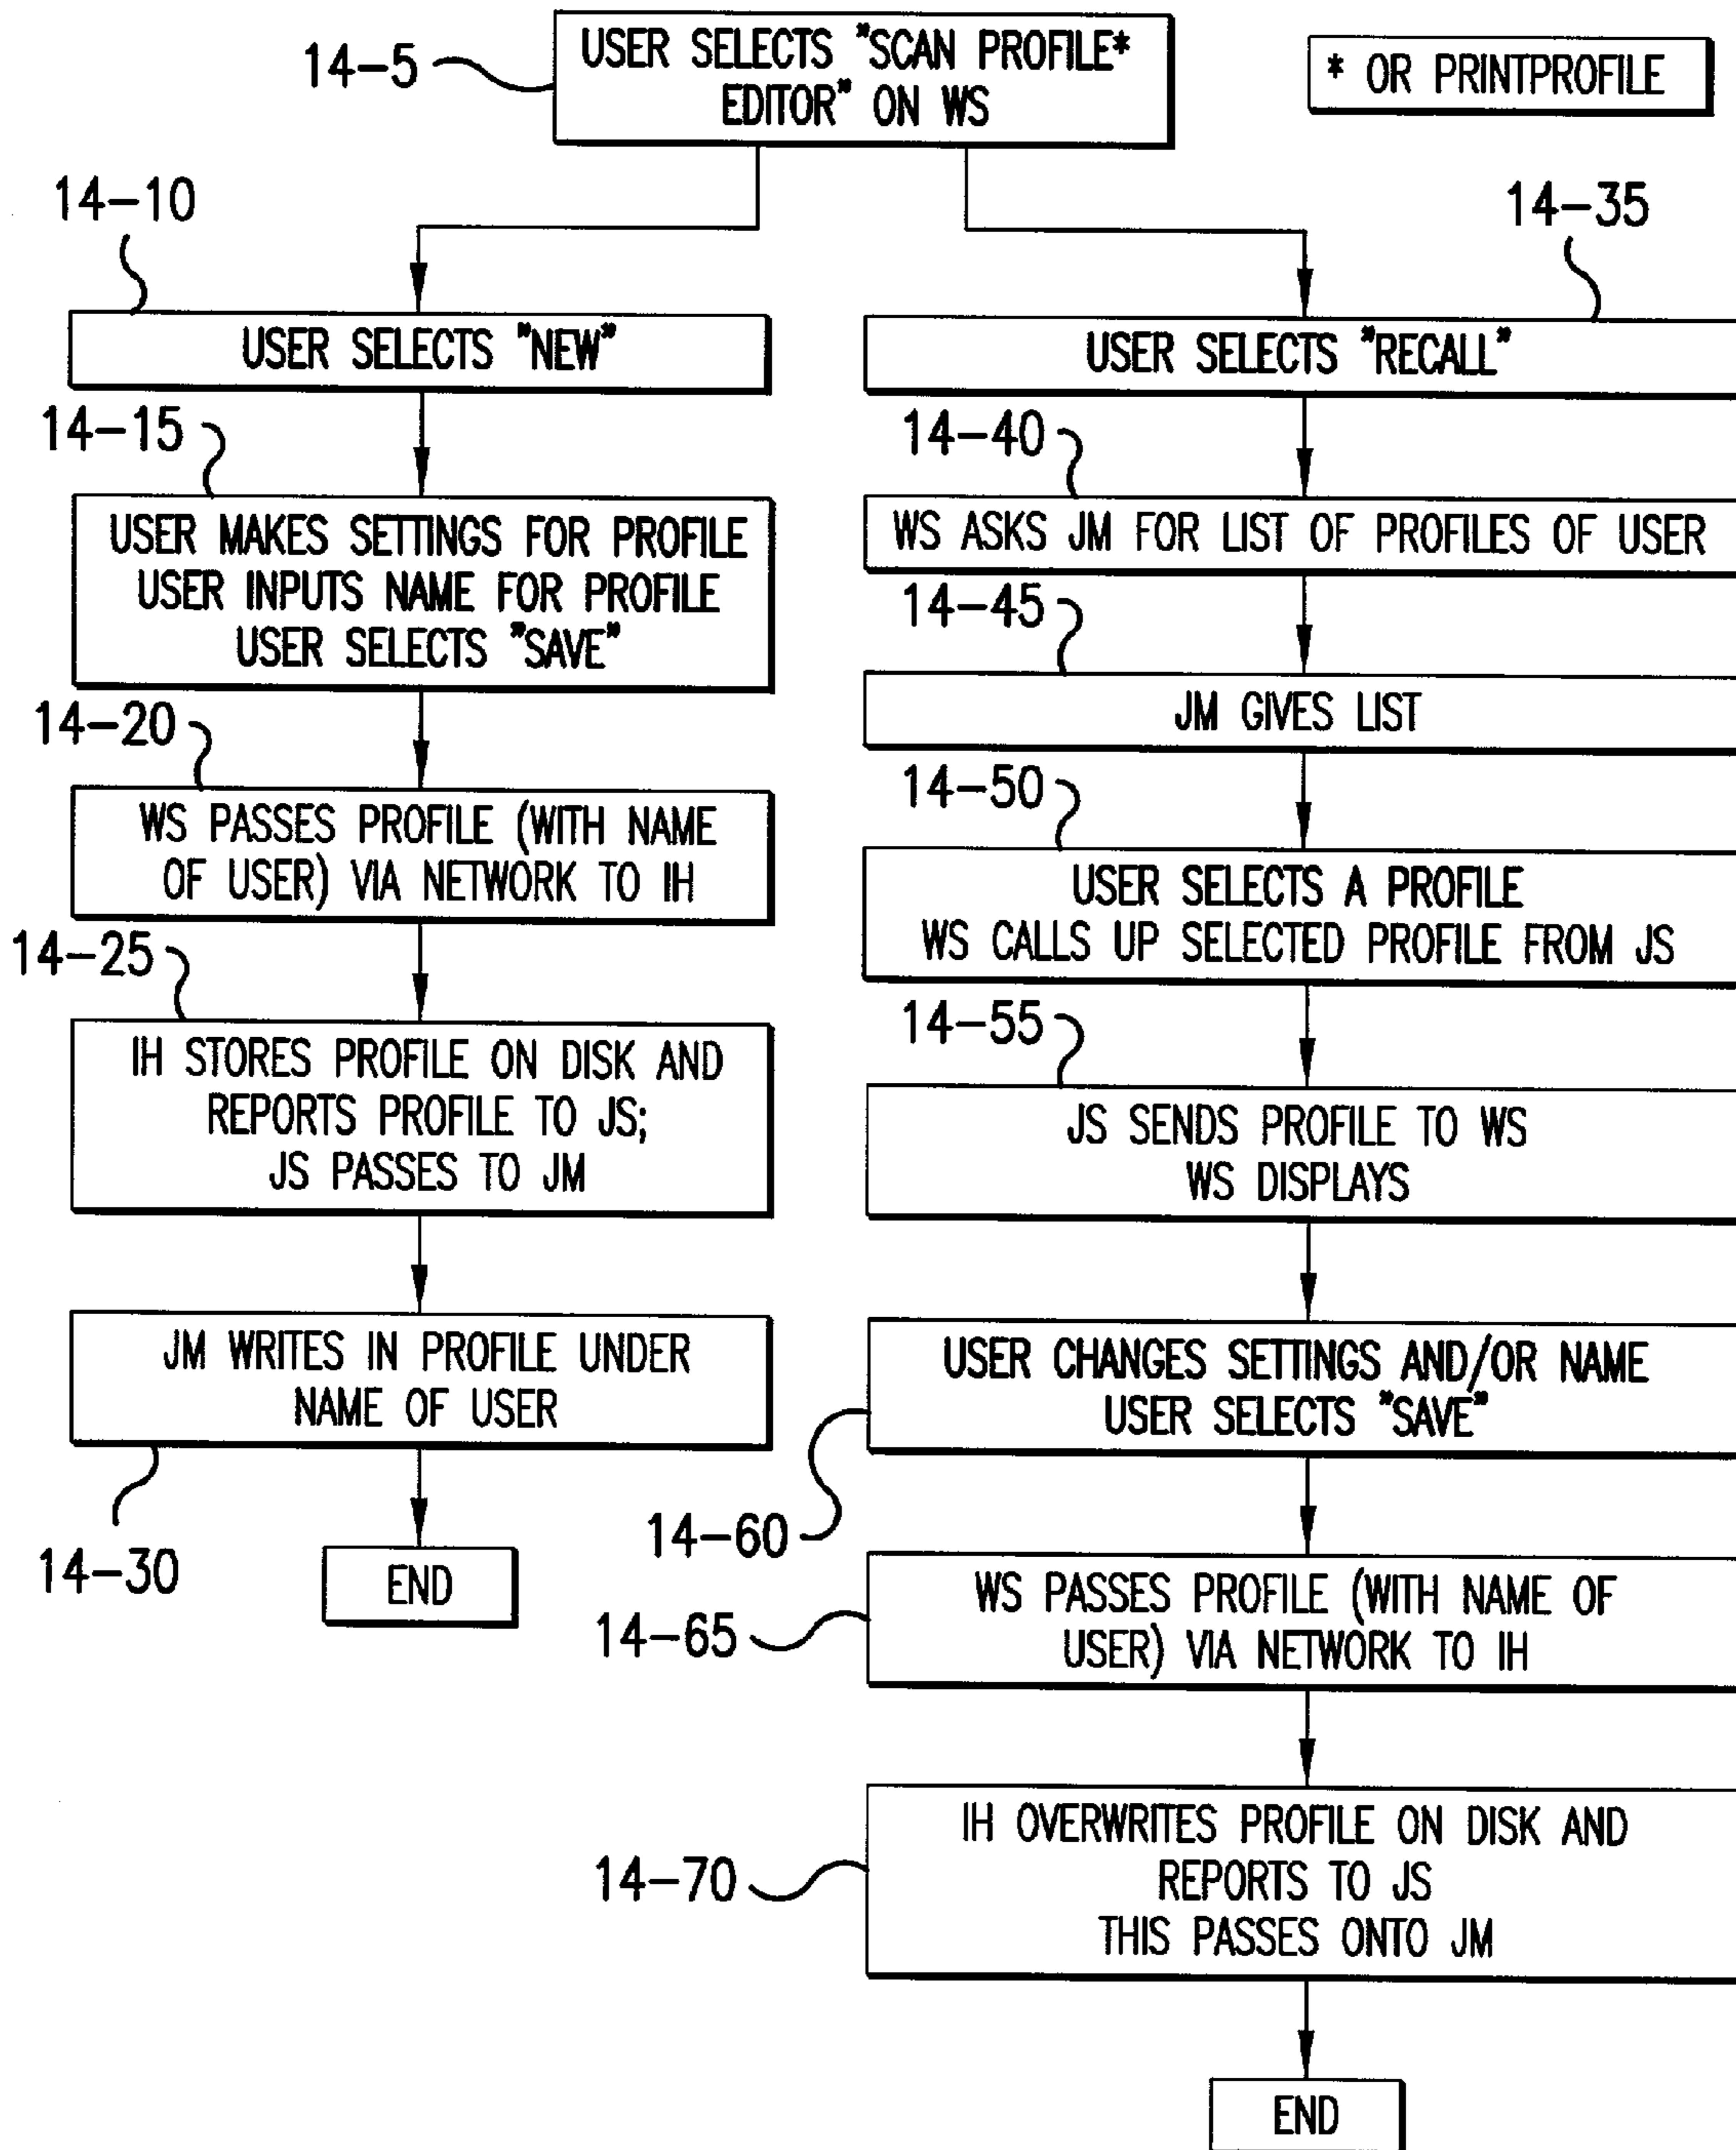 14-5
USER SELECTS "SCAN PROFILE*
EDITOR" ON WS
* OR PRINTPROFILE
14-10
USER SELECTS "NEW"
14-15
USER MAKES SETTINGS FOR PROFILE
USER INPUTS NAME FOR PROFILE
USER SELECTS "SAVE"
14-20
WS PASSES PROFILE (WITH NAME
OF USER) VIA NETWORK TO IH
14-25
IH STORES PROFILE ON DISK AND
REPORTS PROFILE TO JS;
JS PASSES TO JM
JM WRITES IN PROFILE UNDER
NAME OF USER
14-30
END
14-35
USER SELECTS "RECALL"
14-40
WS ASKS JM FOR LIST OF PROFILES OF USER
14-45
JM GIVES LIST
14-50
USER SELECTS A PROFILE
WS CALLS UP SELECTED PROFILE FROM JS
14-55
JS SENDS PROFILE TO WS
WS DISPLAYS
USER CHANGES SETTINGS AND/OR NAME
USER SELECTS "SAVE"
14-60
WS PASSES PROFILE (WITH NAME OF
USER) VIA NETWORK TO IH
14-65
IH OVERWRITES PROFILE ON DISK AND
REPORTS TO JS
THIS PASSES ONTO JM
14-70
END